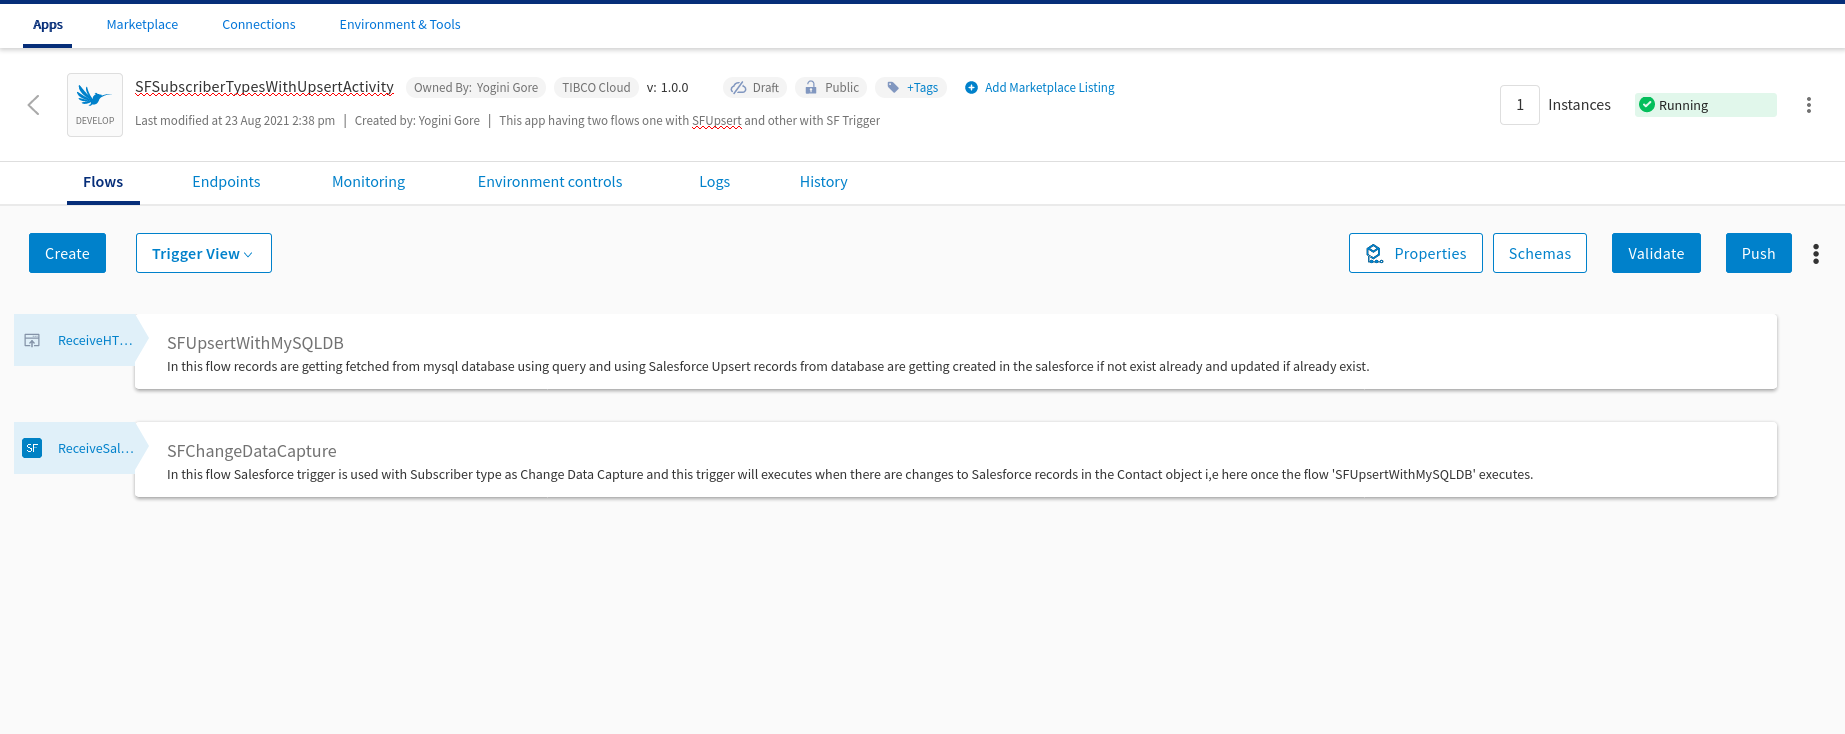 Apps Marketplace Connections Environment & Tools
SFSubscriberTypesWithUpsertActivity Owned By: Yogini Gore TIBCO Cloud v: 1.0.0 Draft Public +Tags Add Marketplace Listing
DEVELOP
Last modified at 23 Aug 2021 2:38 pm | Created by: Yogini Gore | This app having two flows one with SFUpsert and other with SF Trigger
1 Instances Running
Flows Endpoints Monitoring Environment controls Logs History
Create Trigger View Properties Schemas Validate Push
ReceiveHT...
SFUpsertWithMySQLDB
In this flow records are getting fetched from mysql database using query and using Salesforce Upsert records from database are getting created in the salesforce if not exist already and updated if already exist.
SF ReceiveSal...
SFChangeDataCapture
In this flow Salesforce trigger is used with Subscriber type as Change Data Capture and this trigger will executes when there are changes to Salesforce records in the Contact object i,e here once the flow 'SFUpsertWithMySQLDB' executes.